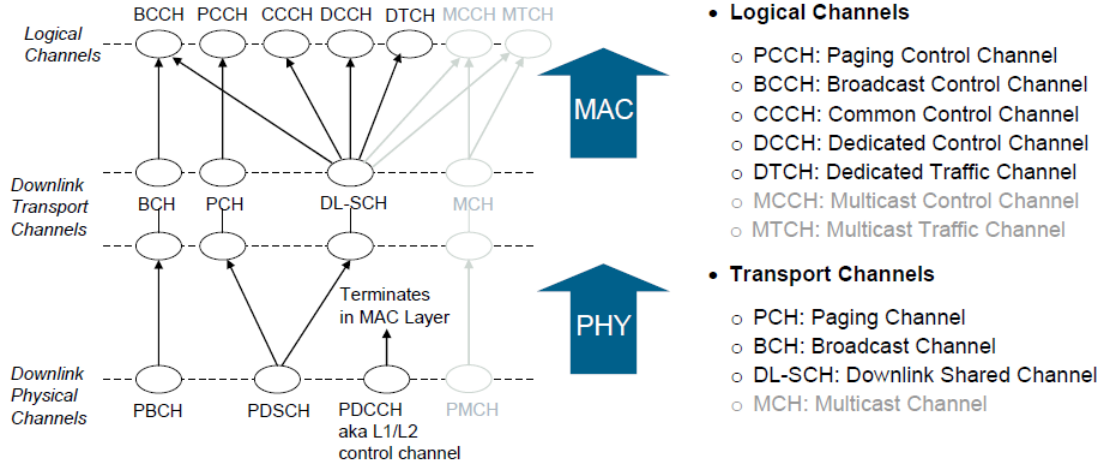 BCCH PCCH CCCH DCCH DTCH MCCH MTCH
Logical
Channels
Downlink
Transport
Channels
BCH PCH DL-SCH MCH
Terminates
in MAC Layer
Downlink
Physical
Channels
PBCH PDSCH PDCCH PMCH
aka L1/L2
control channel
MAC
PHY
• Logical Channels
○ PCCH: Paging Control Channel
○ BCCH: Broadcast Control Channel
○ CCCH: Common Control Channel
○ DCCH: Dedicated Control Channel
○ DTCH: Dedicated Traffic Channel
○ MCCH: Multicast Control Channel
○ MTCH: Multicast Traffic Channel
• Transport Channels
○ PCH: Paging Channel
○ BCH: Broadcast Channel
○ DL-SCH: Downlink Shared Channel
○ MCH: Multicast Channel